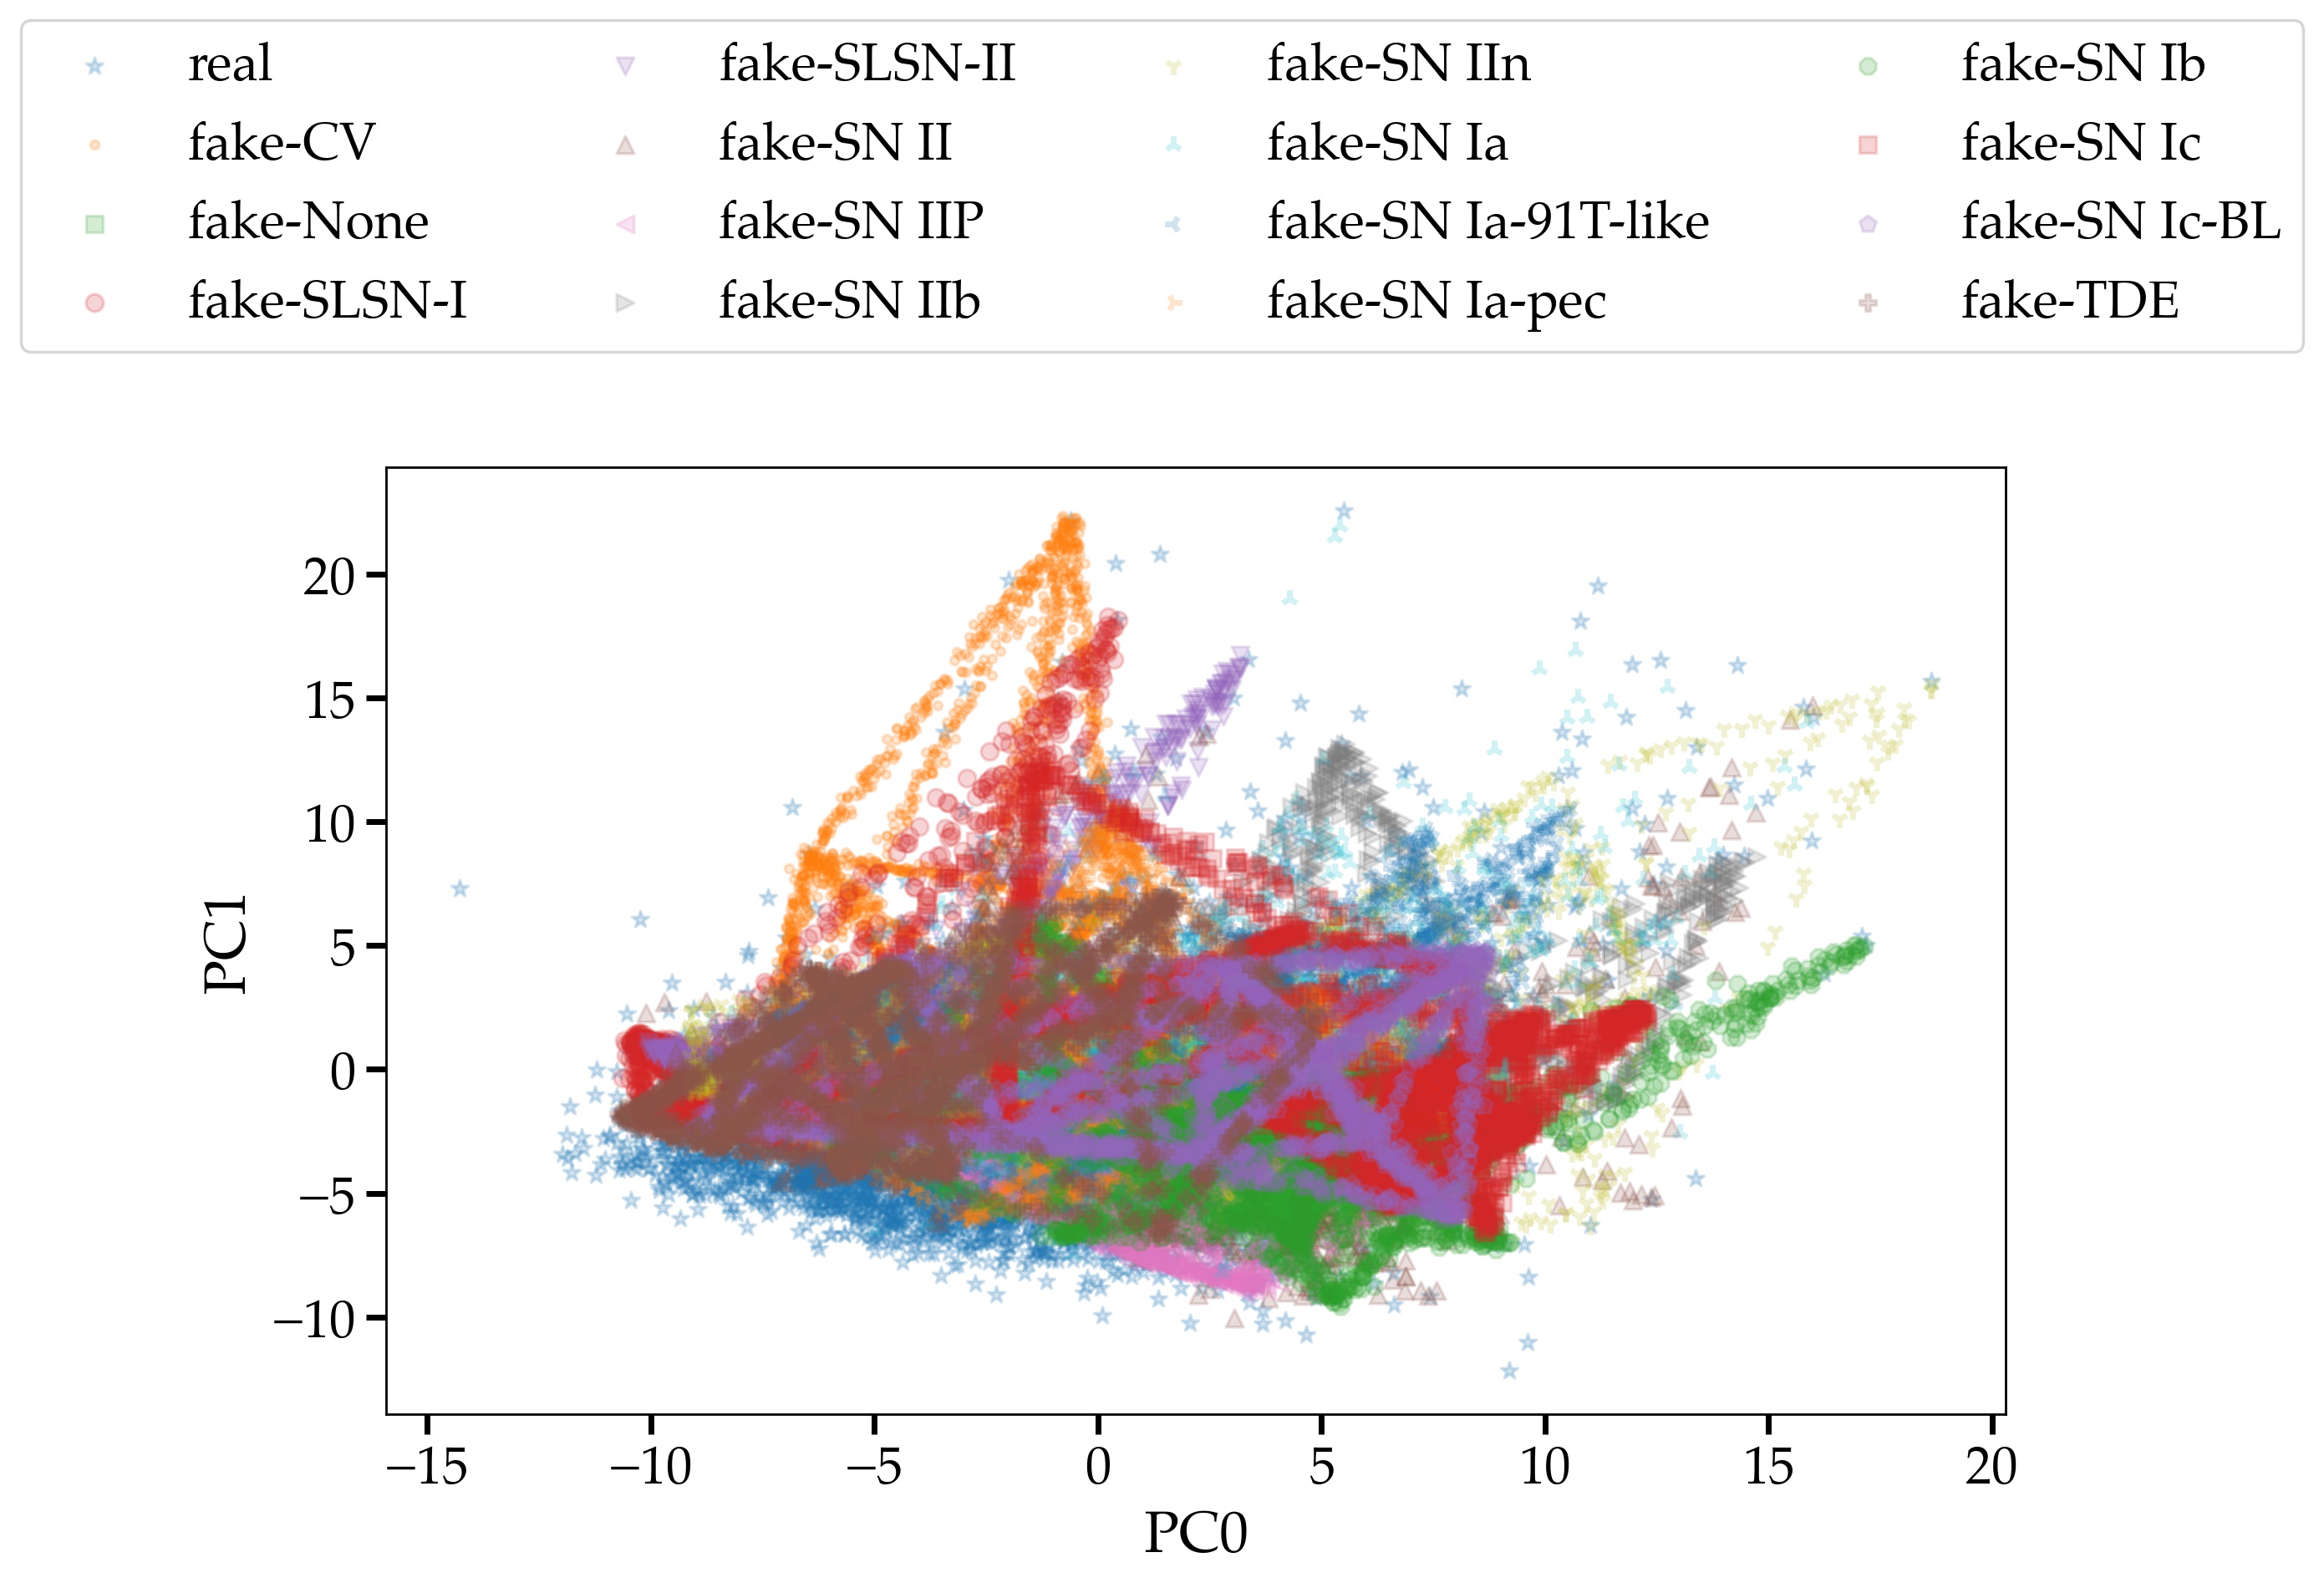 real
fake-CV
fake-None
fake-SLSN-I
fake-SLSN-II
fake-SN II
fake-SN IIP
fake-SN IIb
fake-SN IIn
fake-SN Ia
fake-SN Ia-91T-like
fake-SN Ia-pec
fake-SN Ib
fake-SN Ic
fake-SN Ic-BL
fake-TDE
20
15
10
5
0
−5
−10
PC1
−15 −10 −5 0 5 10 15 20
PC0